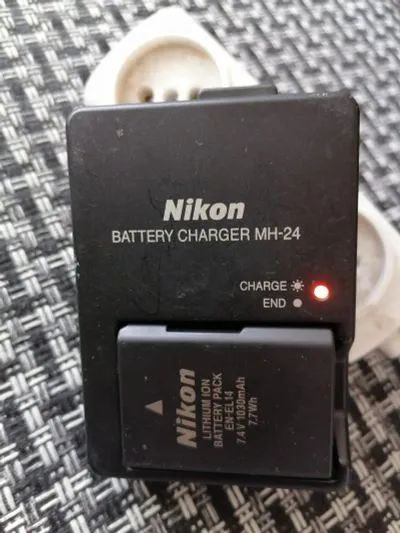 Nikon
BATTERY CHARGER MH-24
CHARGE
END
Nikon
LITHIUM ION
BATTERY PACK
EN-EL14
7.4V 1030mAh
7.7Wh